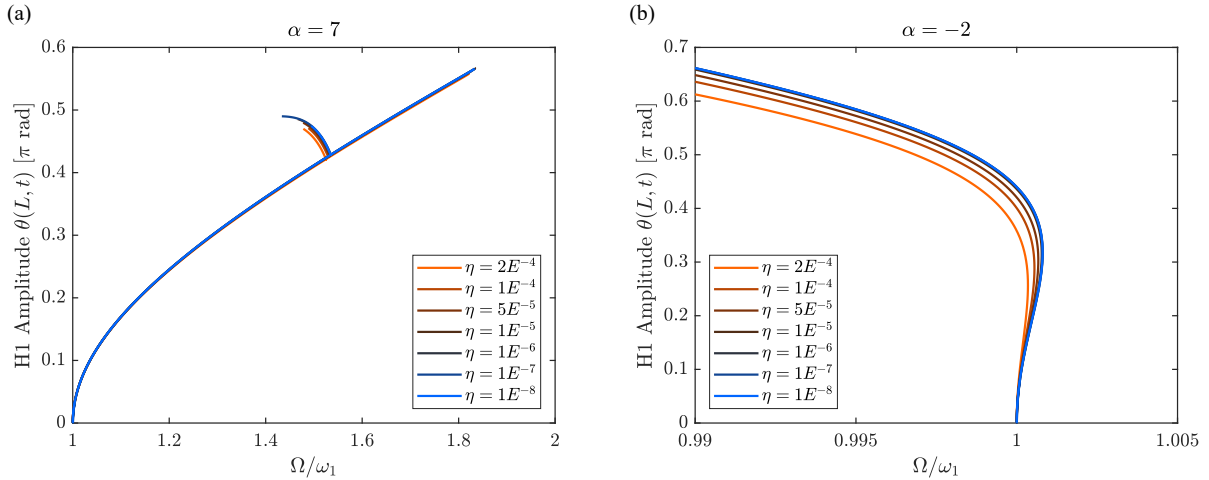 (a)
α = 7
H1 Amplitude θ(L, t) [π rad]
0.6
0.5
0.4
0.3
0.2
0.1
0
1
1.2
1.4
1.6
1.8
2
Ω/ω₁
η = 2E⁻⁴
η = 1E⁻⁴
η = 5E⁻⁵
η = 1E⁻⁵
η = 1E⁻⁶
η = 1E⁻⁷
η = 1E⁻⁸
(b)
α = −2
H1 Amplitude θ(L, t) [π rad]
0.7
0.6
0.5
0.4
0.3
0.2
0.1
0
0.99
0.995
1
1.005
Ω/ω₁
η = 2E⁻⁴
η = 1E⁻⁴
η = 5E⁻⁵
η = 1E⁻⁵
η = 1E⁻⁶
η = 1E⁻⁷
η = 1E⁻⁸